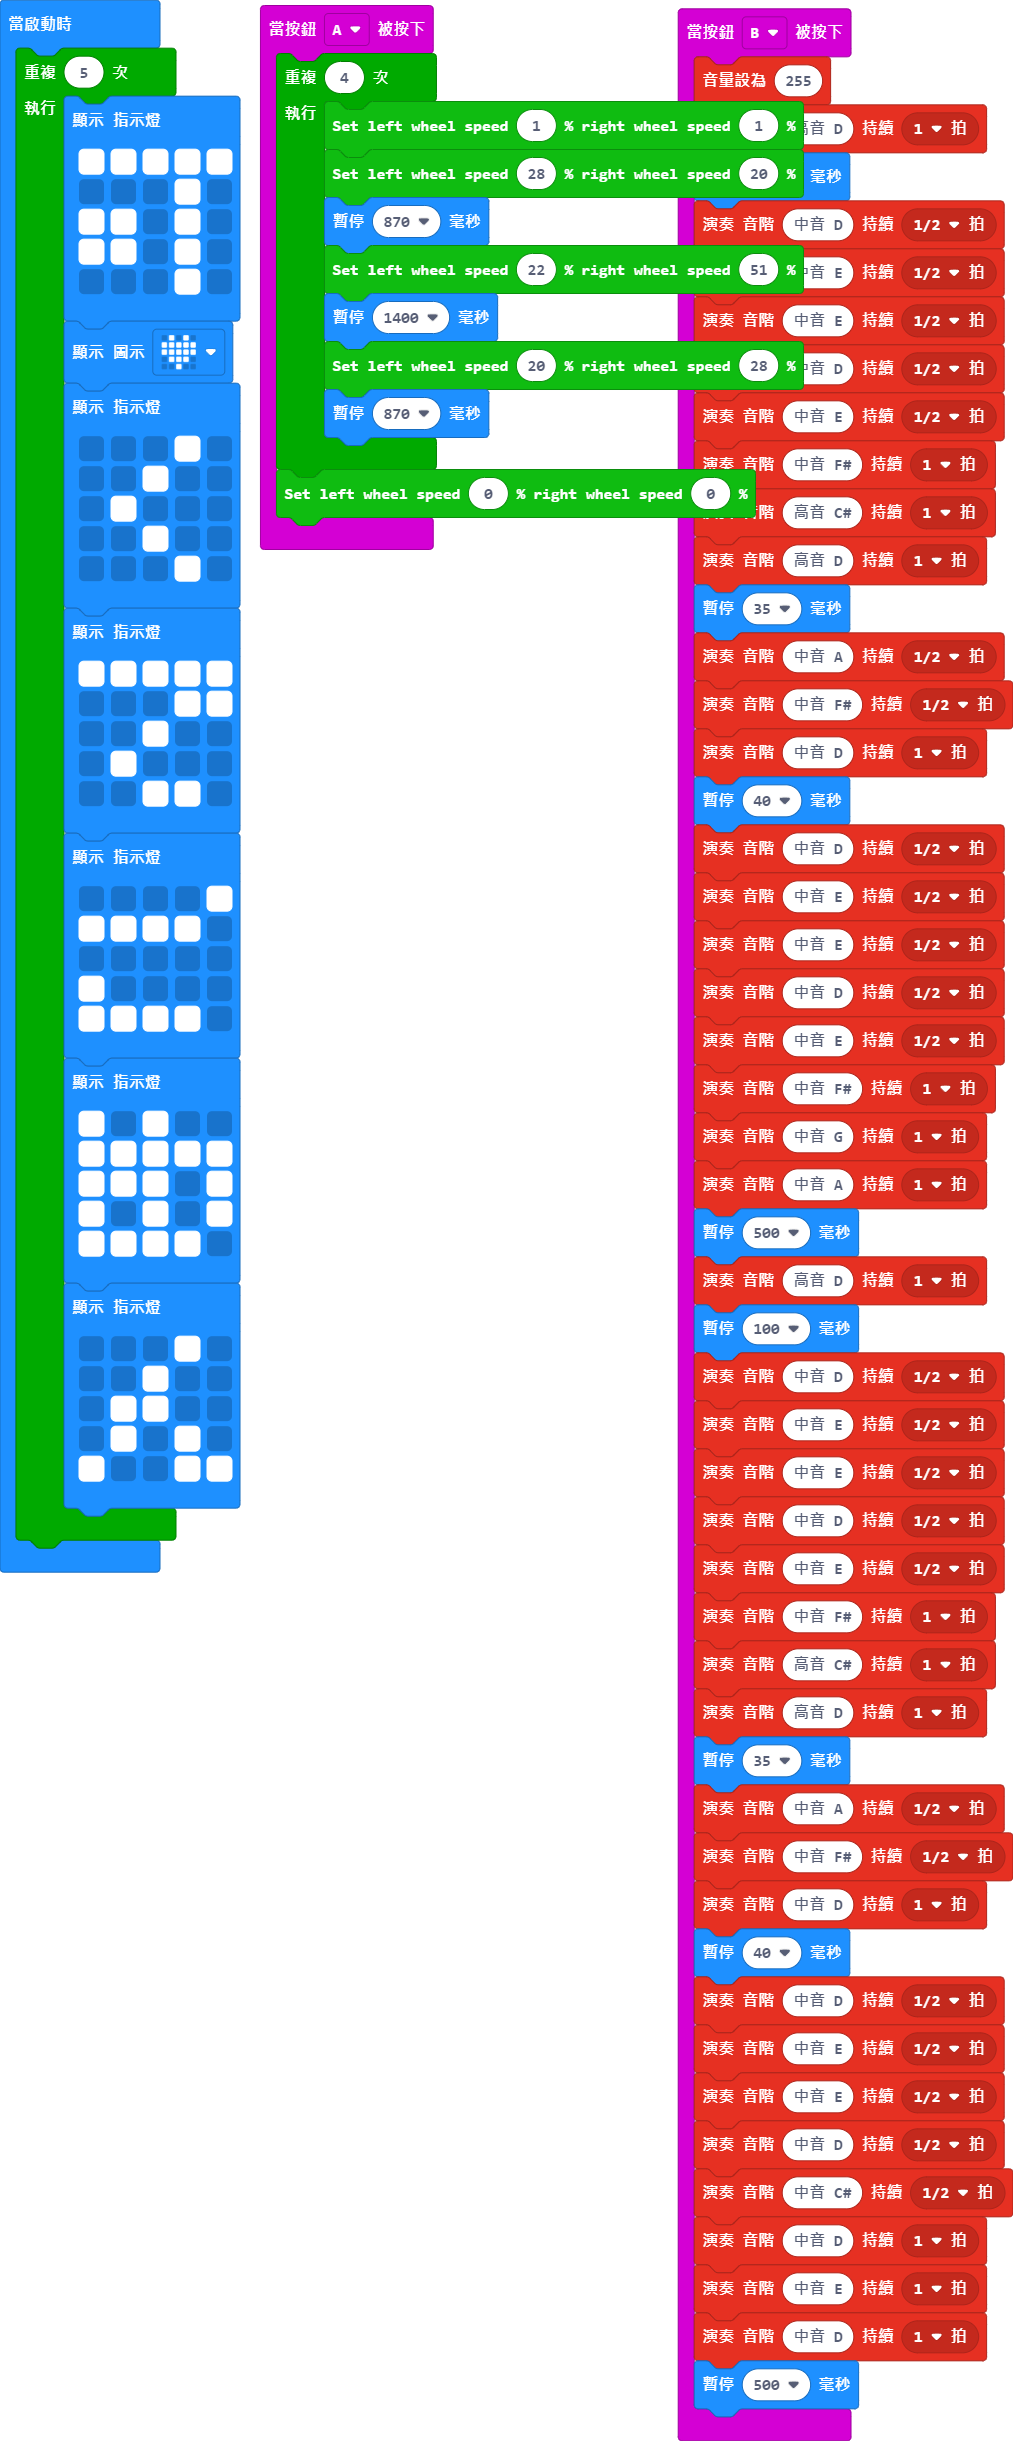 當啟動時
重複 5 次
執行
顯示 指示燈
顯示 圖示
顯示 指示燈
顯示 指示燈
顯示 指示燈
顯示 指示燈
顯示 指示燈
當按鈕 A 被按下
重複 4 次
執行
Set left wheel speed 1 % right wheel speed 1 %
Set left wheel speed 28 % right wheel speed 20 %
暫停 870 毫秒
Set left wheel speed 22 % right wheel speed 51 %
暫停 1400 毫秒
Set left wheel speed 20 % right wheel speed 28 %
暫停 870 毫秒
Set left wheel speed 0 % right wheel speed 0 %
當按鈕 B 被按下
音量設為 255
高音 D 持續 1 拍
毫秒
演奏 音階 中音 D 持續 1/2 拍
中音 E 持續 1/2 拍
演奏 音階 中音 E 持續 1/2 拍
中音 D 持續 1/2 拍
演奏 音階 中音 E 持續 1/2 拍
演奏 音階 中音 F# 持續 1 拍
音階 高音 C# 持續 1 拍
演奏 音階 高音 D 持續 1 拍
暫停 35 毫秒
演奏 音階 中音 A 持續 1/2 拍
演奏 音階 中音 F# 持續 1/2 拍
演奏 音階 中音 D 持續 1 拍
暫停 40 毫秒
演奏 音階 中音 D 持續 1/2 拍
演奏 音階 中音 E 持續 1/2 拍
演奏 音階 中音 E 持續 1/2 拍
演奏 音階 中音 D 持續 1/2 拍
演奏 音階 中音 E 持續 1/2 拍
演奏 音階 中音 F# 持續 1 拍
演奏 音階 中音 G 持續 1 拍
演奏 音階 中音 A 持續 1 拍
暫停 500 毫秒
演奏 音階 高音 D 持續 1 拍
暫停 100 毫秒
演奏 音階 中音 D 持續 1/2 拍
演奏 音階 中音 E 持續 1/2 拍
演奏 音階 中音 E 持續 1/2 拍
演奏 音階 中音 D 持續 1/2 拍
演奏 音階 中音 E 持續 1/2 拍
演奏 音階 中音 F# 持續 1 拍
演奏 音階 高音 C# 持續 1 拍
演奏 音階 高音 D 持續 1 拍
暫停 35 毫秒
演奏 音階 中音 A 持續 1/2 拍
演奏 音階 中音 F# 持續 1/2 拍
演奏 音階 中音 D 持續 1 拍
暫停 40 毫秒
演奏 音階 中音 D 持續 1/2 拍
演奏 音階 中音 E 持續 1/2 拍
演奏 音階 中音 E 持續 1/2 拍
演奏 音階 中音 D 持續 1/2 拍
演奏 音階 中音 C# 持續 1/2 拍
演奏 音階 中音 D 持續 1 拍
演奏 音階 中音 E 持續 1 拍
演奏 音階 中音 D 持續 1 拍
暫停 500 毫秒